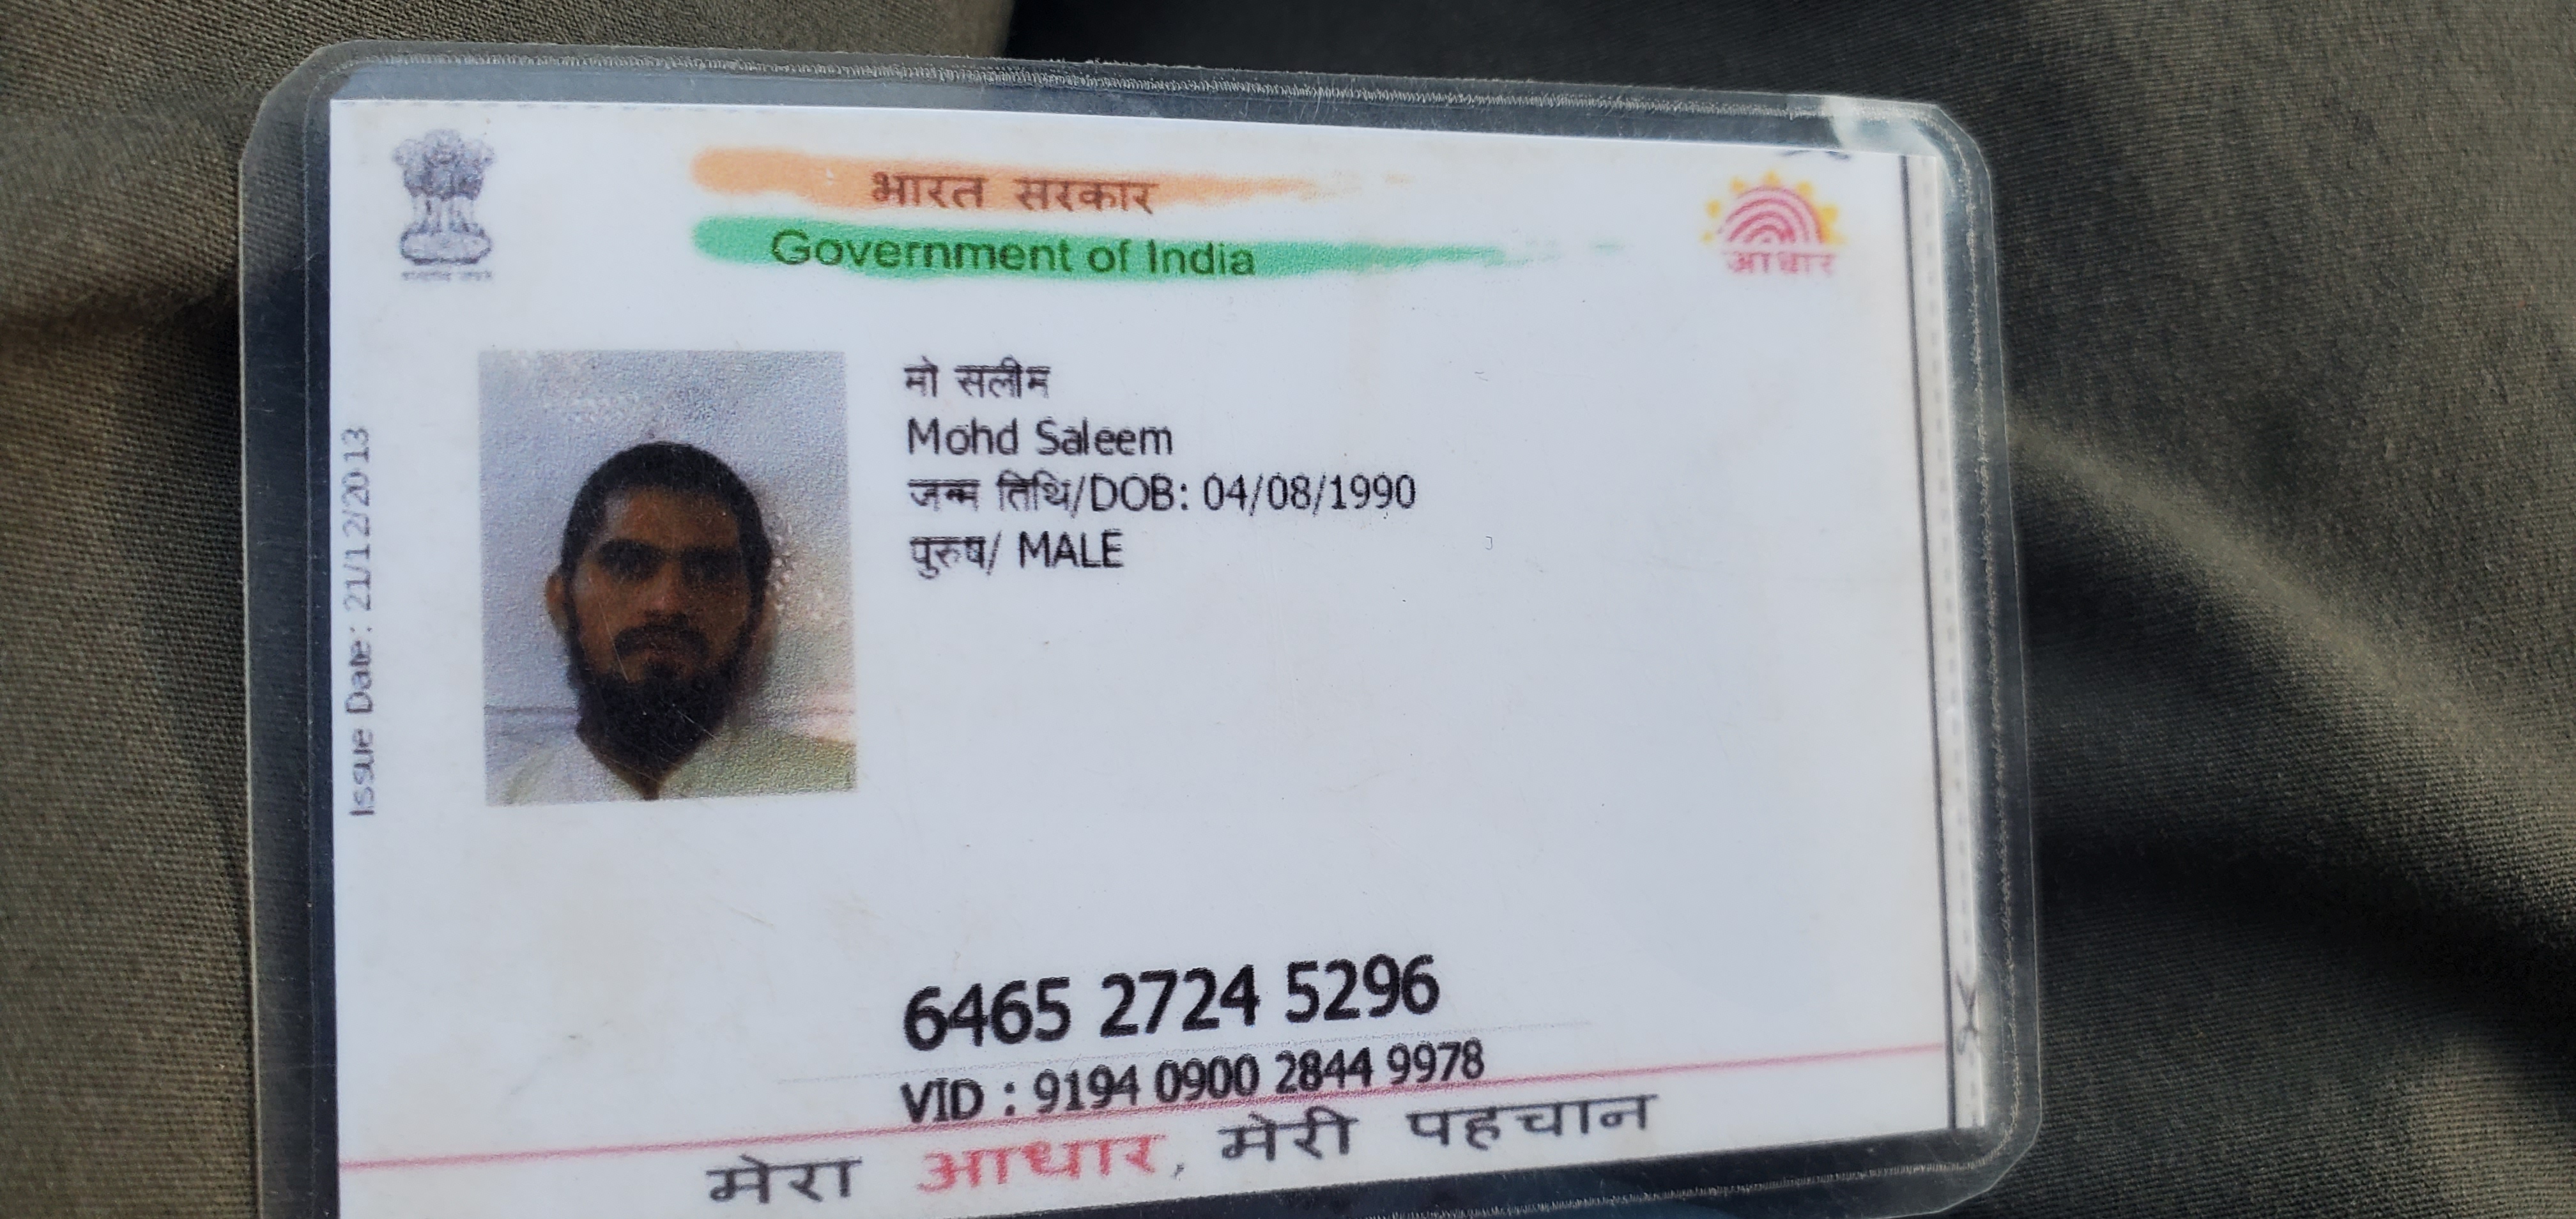 भारत सरकार
Government of India
आधार
Issue Date: 21/12/2013
मो सलीम
Mohd Saleem
जन्म तिथि/DOB: 04/08/1990
पुरुष/ MALE
6465 2724 5296
VID : 9194 0900 2844 9978
मेरा आधार, मेरी पहचान